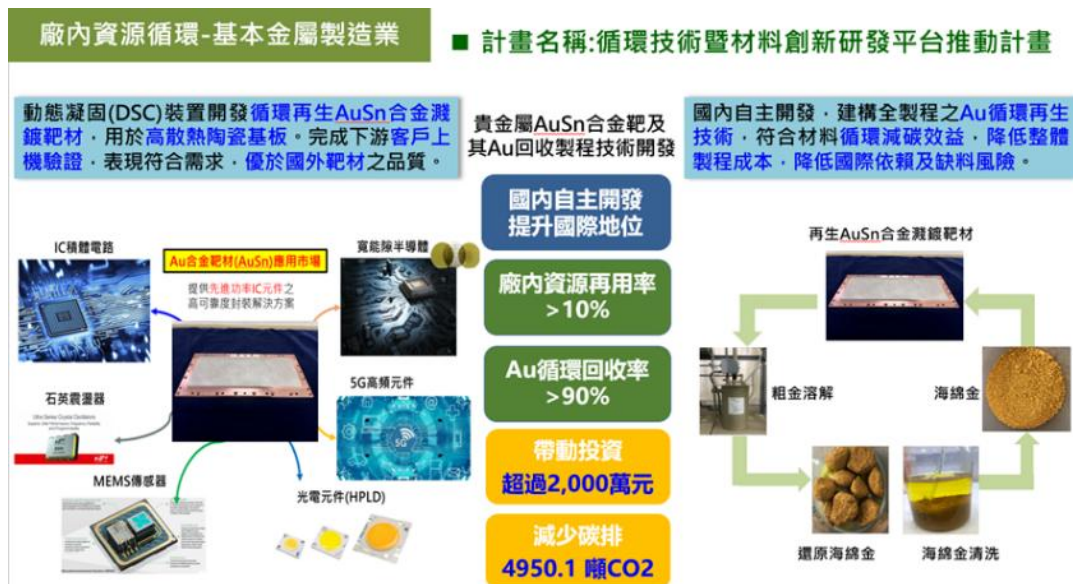 廠內資源循環-基本金屬製造業
■ 計畫名稱:循環技術暨材料創新研發平台推動計畫
動態凝固(DSC)裝置開發循環再生AuSn合金濺
鍍靶材，用於高散熱陶瓷基板。完成下游客戶上
機驗證，表現符合需求，優於國外靶材之品質。
IC積體電路
Au合金靶材(AuSn)應用市場
提供先進功率IC元件之
高可靠度封裝解決方案
寬能隙半導體
石英震盪器
5G高頻元件
5G
MEMS傳感器
光電元件(HPLD)
貴金屬AuSn合金靶及
其Au回收製程技術開發
國內自主開發
提升國際地位
廠內資源再用率
>10%
Au循環回收率
>90%
帶動投資
超過2,000萬元
減少碳排
4950.1 噸CO2
國內自主開發，建構全製程之Au循環再生
技術，符合材料循環減碳效益，降低整體
製程成本，降低國際依賴及缺料風險。
再生AuSn合金濺鍍靶材
粗金溶解
海綿金
還原海綿金
海綿金清洗